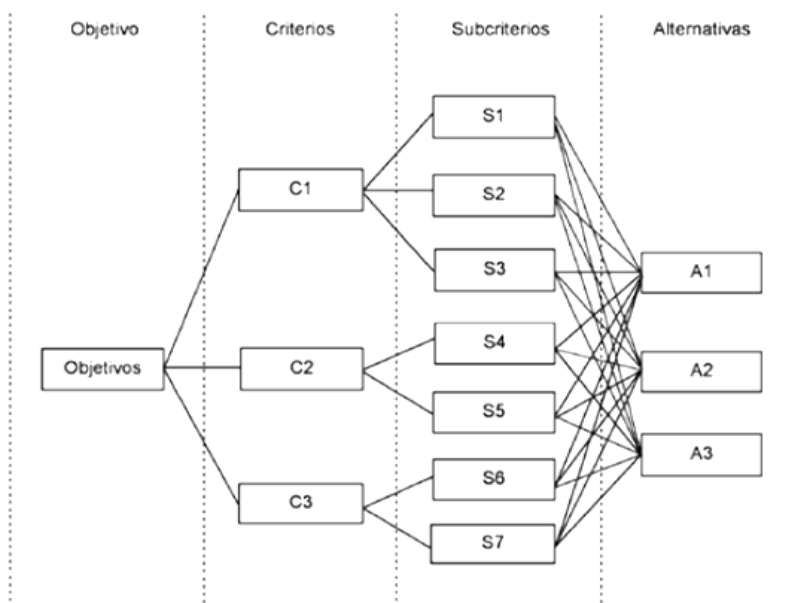 Objetivo
Criterios
Subcriterios
Alternativas
Objetivos
C1
C2
C3
S1
S2
S3
S4
S5
S6
S7
A1
A2
A3